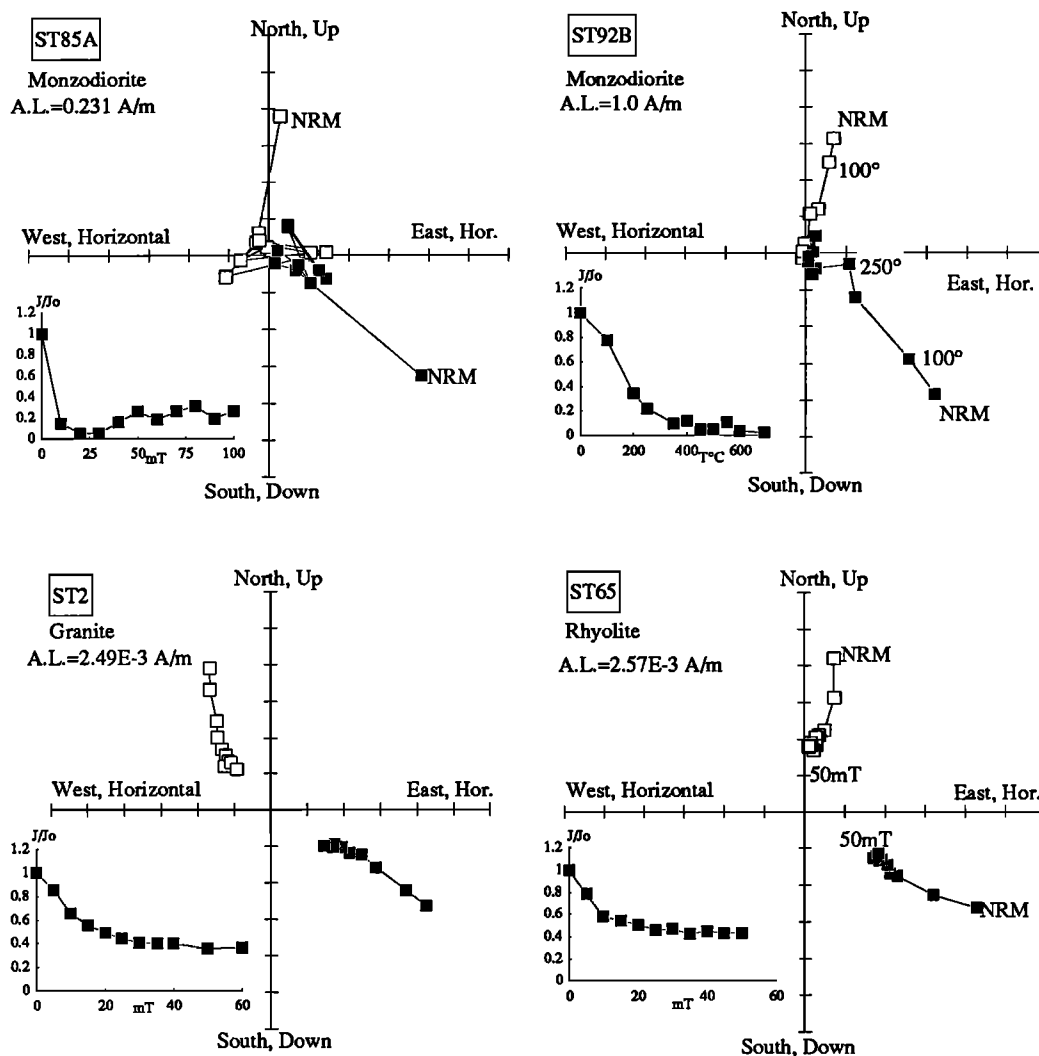 North, Up
ST85A
Monzodiorite
A.L.=0.231 A/m
NRM
West, Horizontal
East, Hor.
J/Jo
1.2
1
0.8
0.6
0.4
0.2
0
NRM
0
25
50
mT
75
100
South, Down
North, Up
ST92B
Monzodiorite
A.L.=1.0 A/m
NRM
100°
West, Horizontal
250°
East, Hor.
J/Jo
1.2
1
0.8
0.6
0.4
0.2
0
100°
NRM
0
200
400
T°C
600
South, Down
North, Up
ST2
Granite
A.L.=2.49E-3 A/m
West, Horizontal
East, Hor.
J/Jo
1.2
1
0.8
0.6
0.4
0.2
0
0
mT
20
40
60
South, Down
North, Up
ST65
Rhyolite
A.L.=2.57E-3 A/m
NRM
50mT
West, Horizontal
East, Hor.
J/Jo
50mT
1.2
1
0.8
0.6
0.4
0.2
0
NRM
0
20
mT
40
60
South, Down